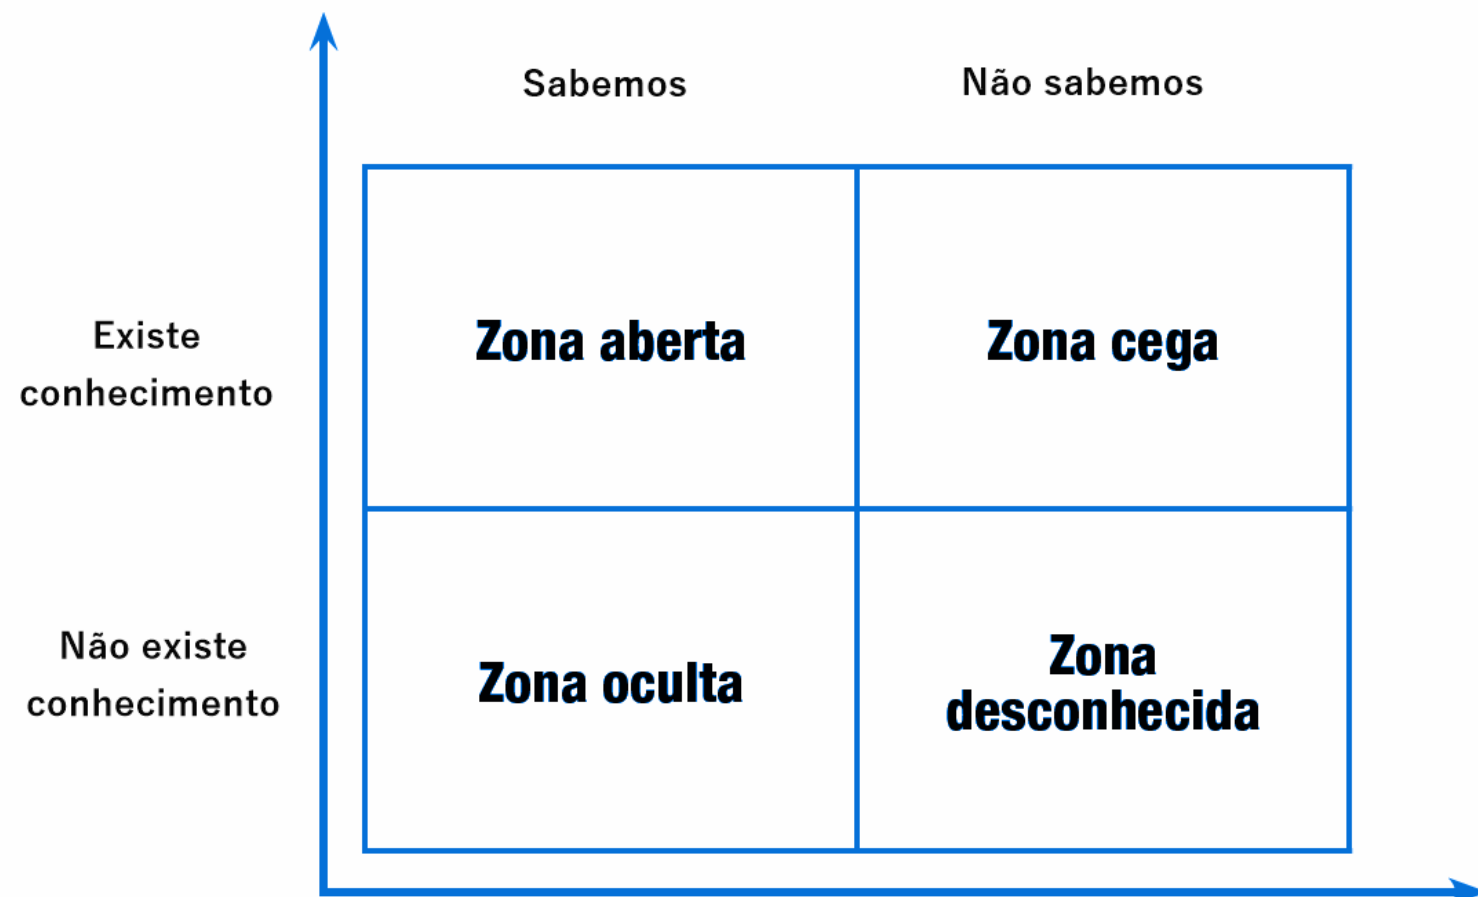 Sabemos
Não sabemos
Existe
conhecimento
Zona aberta
Zona cega
Não existe
conhecimento
Zona oculta
Zona
desconhecida